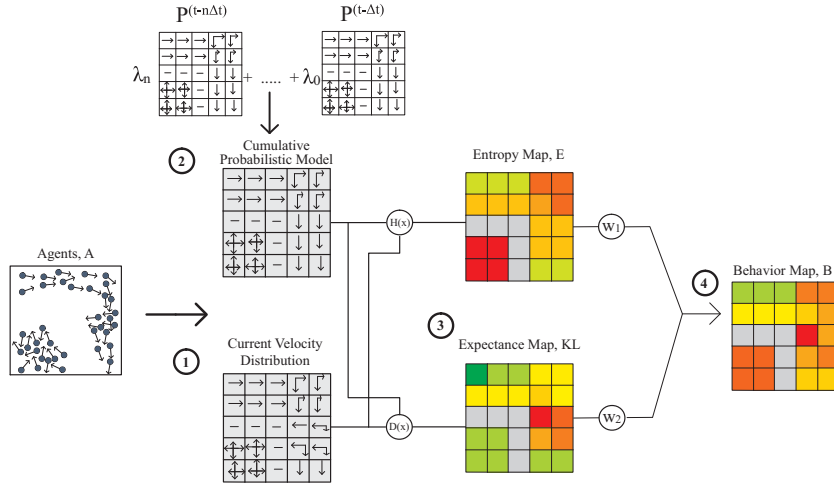 P(t-nΔt) P(t-Δt)
λn + ..... + λ0
2
Cumulative
Probabilistic Model
Entropy Map, E
H(x)
W1
Agents, A
4
Behavior Map, B
1
Current Velocity
Distribution
3
Expectance Map, KL
D(x)
W2